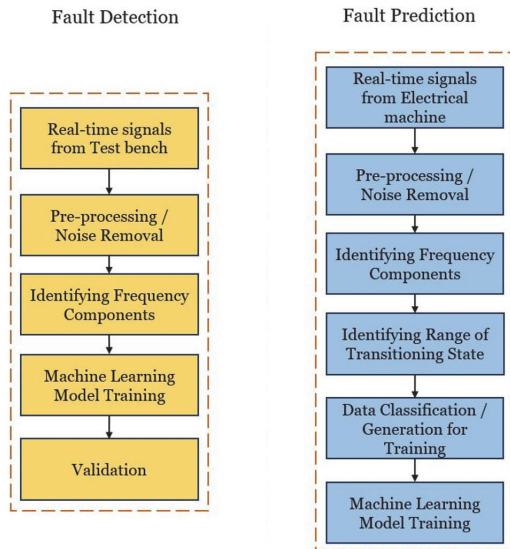 Fault Detection
Real-time signals
from Test bench
Pre-processing /
Noise Removal
Identifying Frequency
Components
Machine Learning
Model Training
Validation
Fault Prediction
Real-time signals
from Electrical
machine
Pre-processing /
Noise Removal
Identifying Frequency
Components
Identifying Range of
Transitioning State
Data Classification /
Generation for
Training
Machine Learning
Model Training